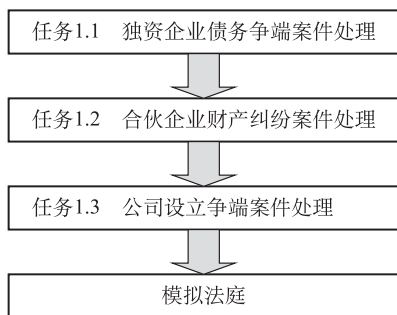 任务1.1 独资企业债务争端案件处理
任务1.2 合伙企业财产纠纷案件处理
任务1.3 公司设立争端案件处理
模拟法庭